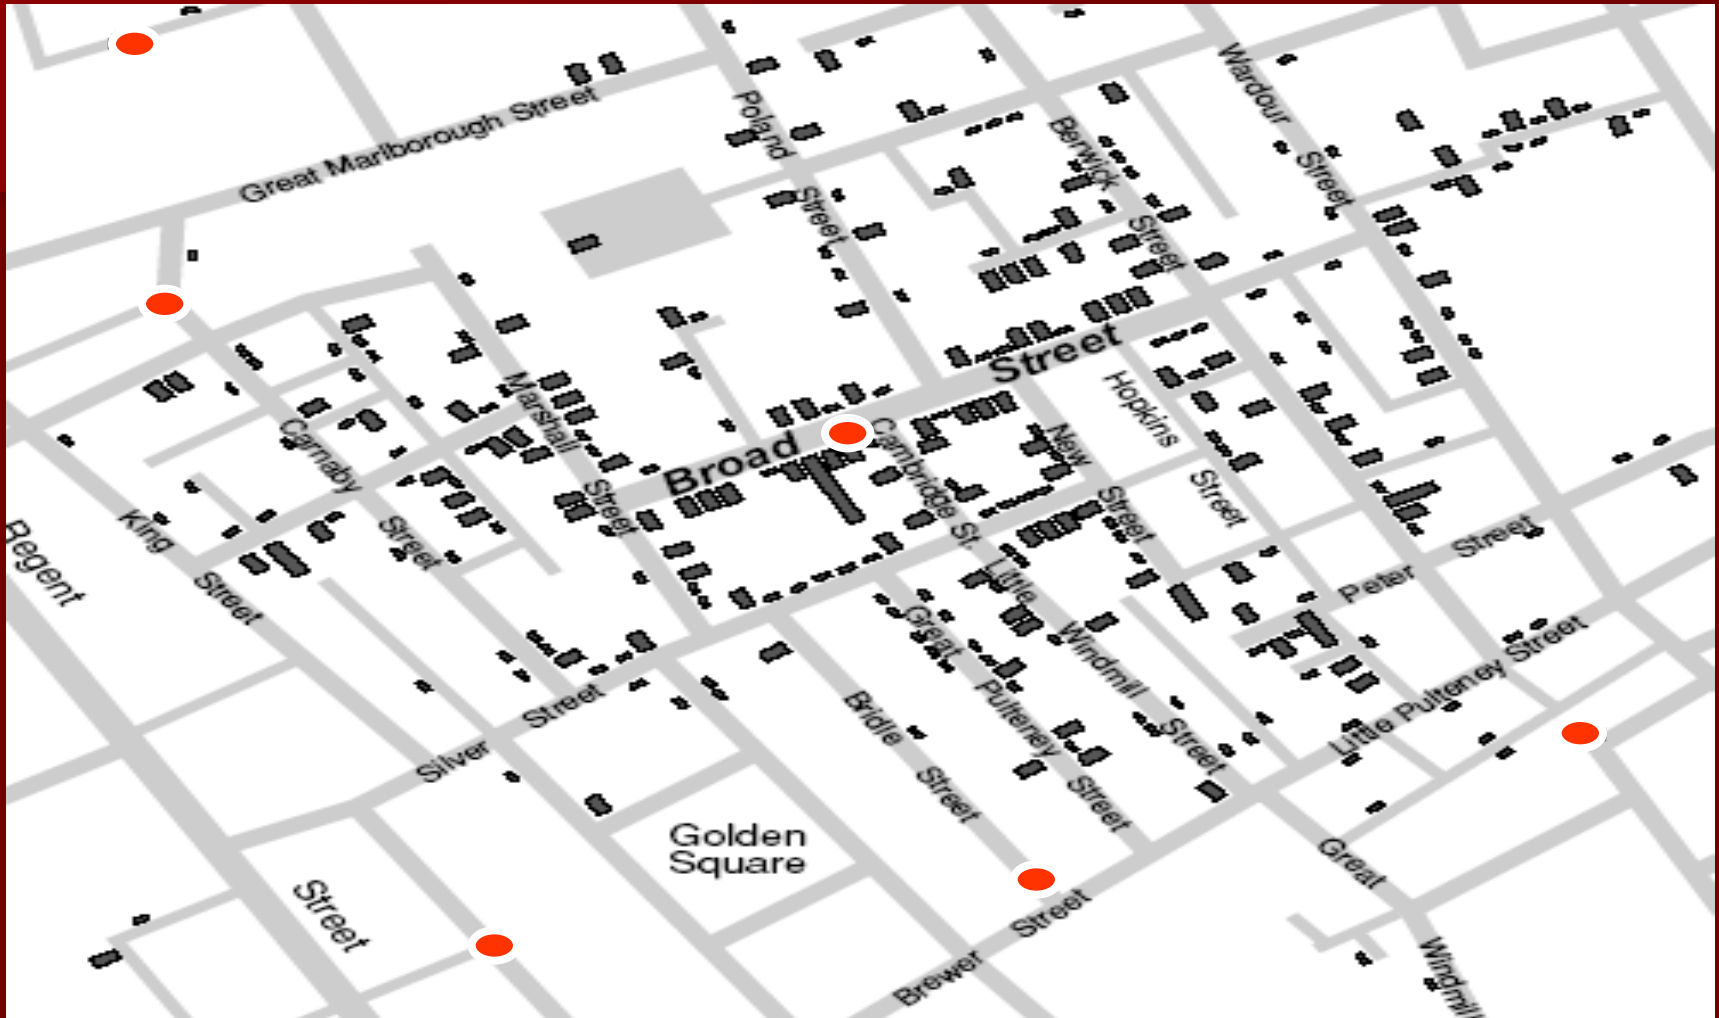 Great Marlborough Street
Poland
Street
Berwick
Street
Wardour
Street
Broad
Street
Carnaby
Street
Marshall
Street
Cambridge St.
New
Street
Hopkins
Street
King
Street
Regent
Street
Silver
Street
Golden
Square
Bridle
Street
Great
Pulteney
Street
Little
Windmill
Street
Peter
Street
Little Pulteney Street
Brewer
Street
Great
Windmill